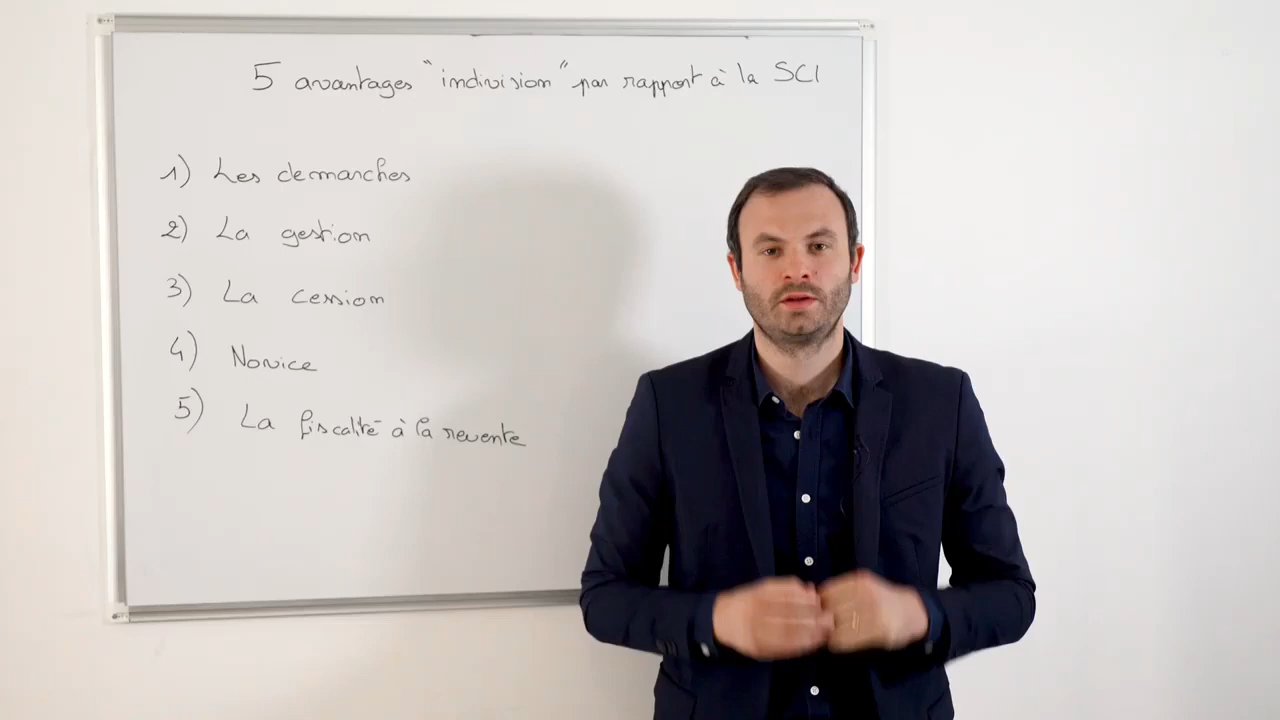 5 avantages "indivision" par rapport à la SCI
1) Les demarches
2) La gestion
3) La cession
4) Novice
5) La fiscalité à la revente